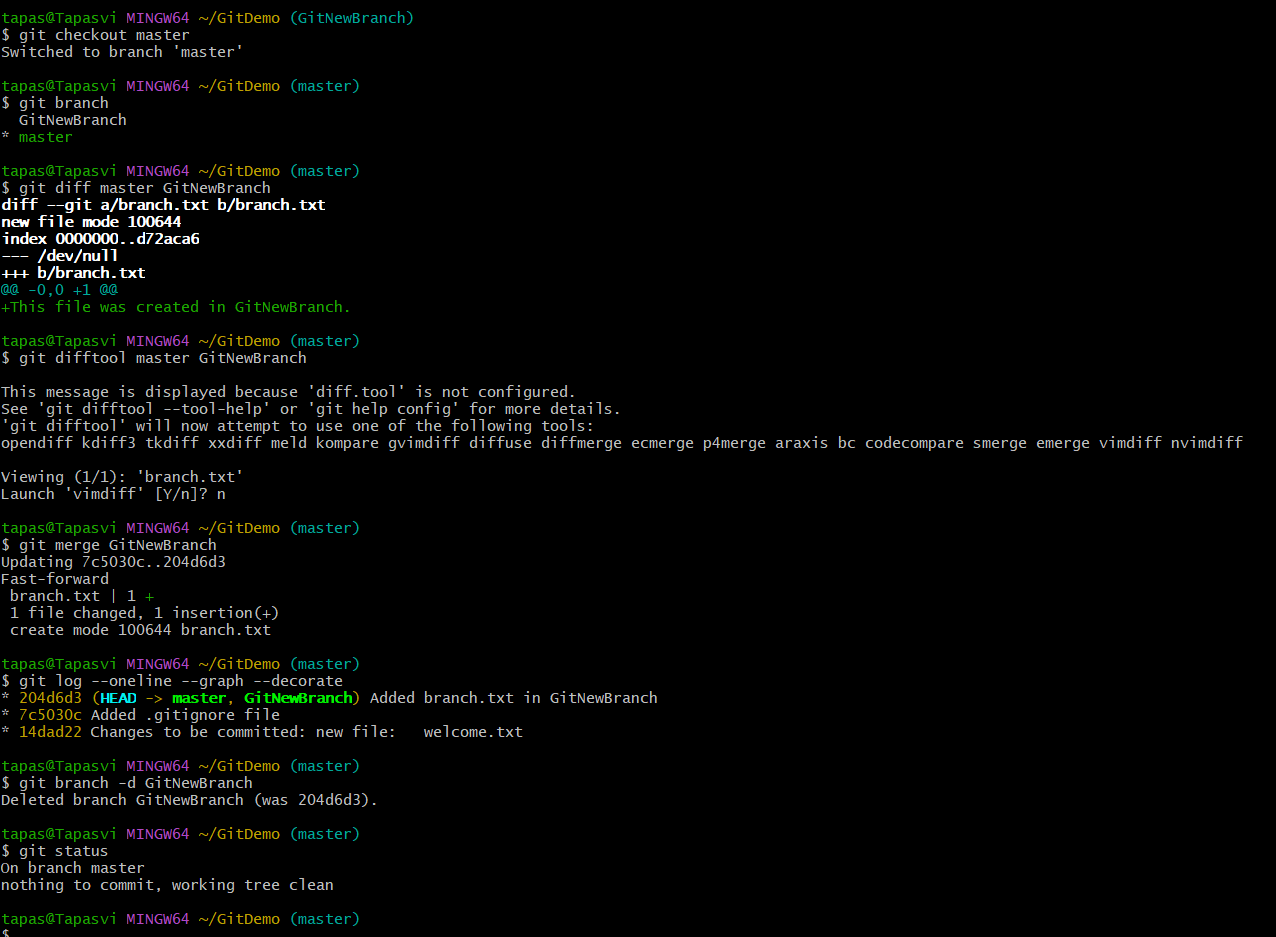 tapas@Tapasvi MINGW64 ~/GitDemo (GitNewBranch)
$ git checkout master
Switched to branch 'master'

tapas@Tapasvi MINGW64 ~/GitDemo (master)
$ git branch
  GitNewBranch
* master

tapas@Tapasvi MINGW64 ~/GitDemo (master)
$ git diff master GitNewBranch
diff --git a/branch.txt b/branch.txt
new file mode 100644
index 0000000..d72aca6
--- /dev/null
+++ b/branch.txt
@@ -0,0 +1 @@
+This file was created in GitNewBranch.

tapas@Tapasvi MINGW64 ~/GitDemo (master)
$ git difftool master GitNewBranch

This message is displayed because 'diff.tool' is not configured.
See 'git difftool --tool-help' or 'git help config' for more details.
'git difftool' will now attempt to use one of the following tools:
opendiff kdiff3 tkdiff xxdiff meld kompare gvimdiff diffuse diffmerge ecmerge p4merge araxis bc codecompare smerge emerge vimdiff nvimdiff

Viewing (1/1): 'branch.txt'
Launch 'vimdiff' [Y/n]? n

tapas@Tapasvi MINGW64 ~/GitDemo (master)
$ git merge GitNewBranch
Updating 7c5030c..204d6d3
Fast-forward
 branch.txt | 1 +
 1 file changed, 1 insertion(+)
 create mode 100644 branch.txt

tapas@Tapasvi MINGW64 ~/GitDemo (master)
$ git log --oneline --graph --decorate
* 204d6d3 (HEAD -> master, GitNewBranch) Added branch.txt in GitNewBranch
* 7c5030c Added .gitignore file
* 14dad22 Changes to be committed: new file:   welcome.txt

tapas@Tapasvi MINGW64 ~/GitDemo (master)
$ git branch -d GitNewBranch
Deleted branch GitNewBranch (was 204d6d3).

tapas@Tapasvi MINGW64 ~/GitDemo (master)
$ git status
On branch master
nothing to commit, working tree clean

tapas@Tapasvi MINGW64 ~/GitDemo (master)
$